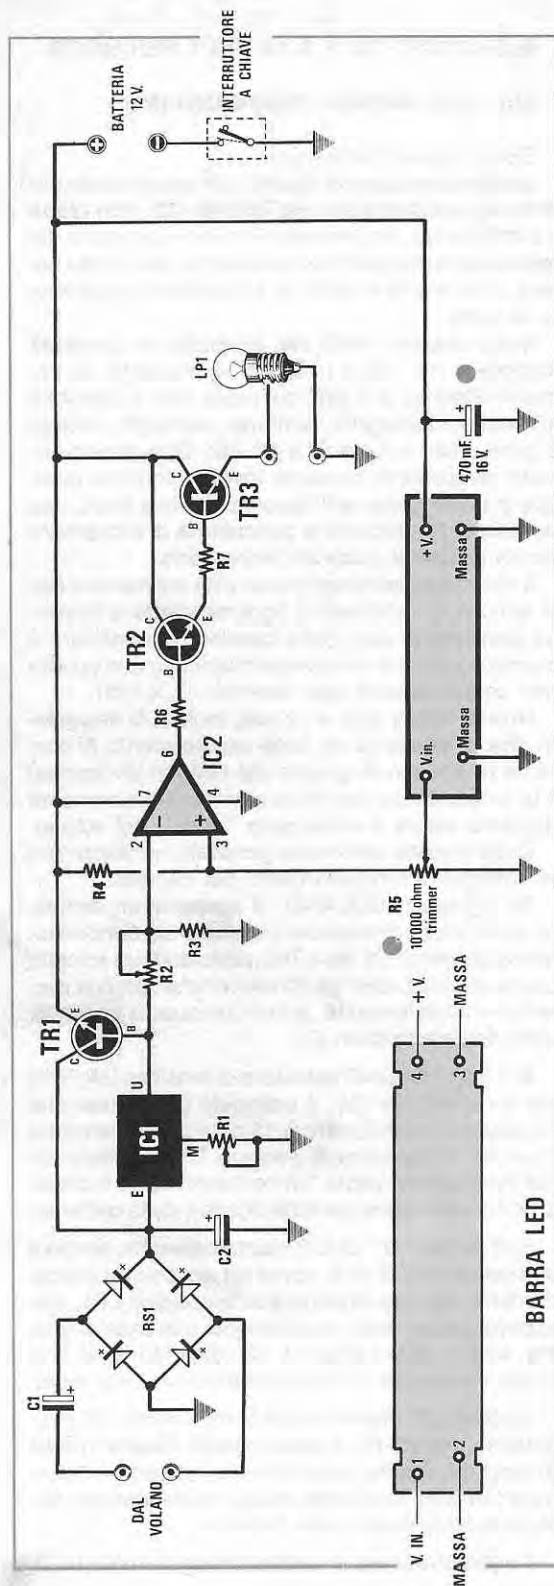 DAL
VOLANO
C1
+
RS1
C2
+
E
IC1
U
M
R1
TR1
C
E
B
R2
R3
R4
2
7
IC2
6
3
4
−
+
R6
TR2
B
C
E
R7
TR3
B
C
E
LP1
BATTERIA
12 V.
INTERRUTTORE
A CHIAVE
V. IN.
1
MASSA
2
4
+ V.
3
MASSA
BARRA LED
R5
10'000 ohm
trimmer
V.in.
+V.
Massa
Massa
+
470 mF.
16 V.